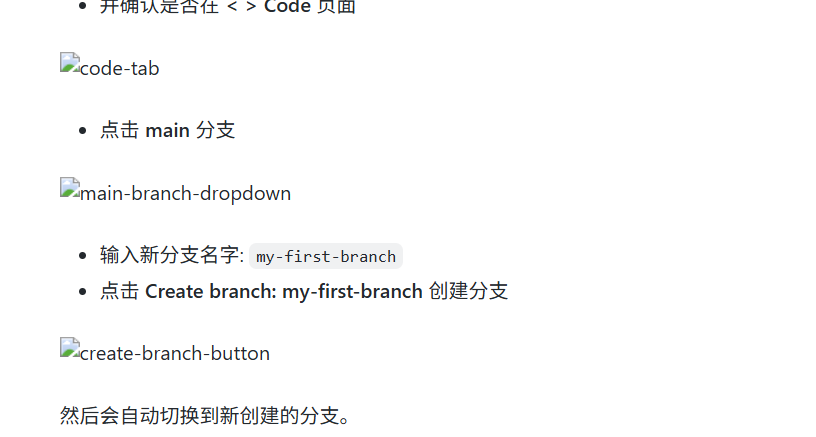 并确认是否在 < > Code 页面
code-tab
点击 main 分支
main-branch-dropdown
输入新分支名字: my-first-branch
点击 Create branch: my-first-branch 创建分支
create-branch-button
然后会自动切换到新创建的分支。